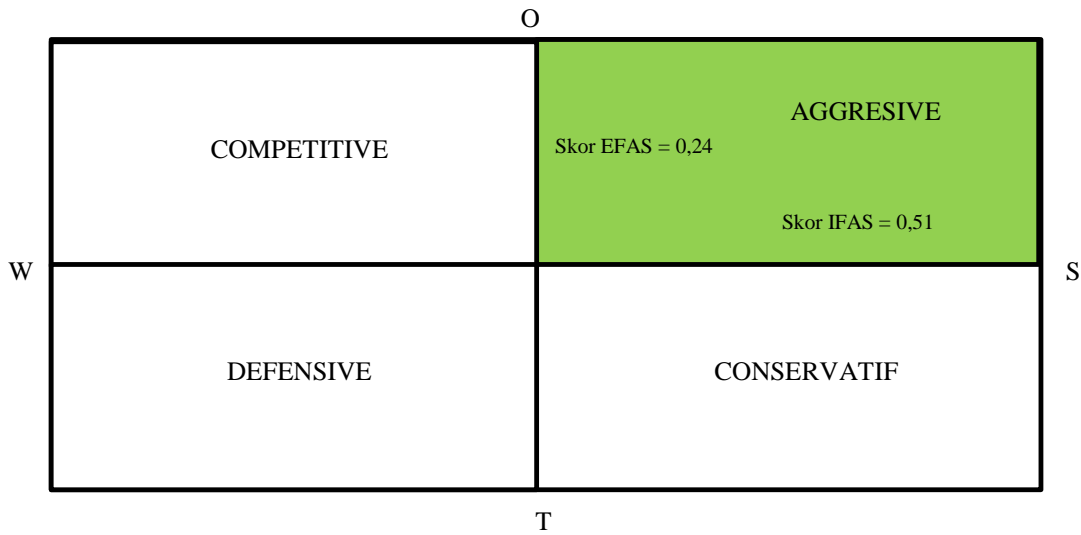 O
AGGRESIVE
COMPETITIVE
Skor EFAS = 0,24
Skor IFAS = 0,51
W
S
DEFENSIVE
CONSERVATIF
T